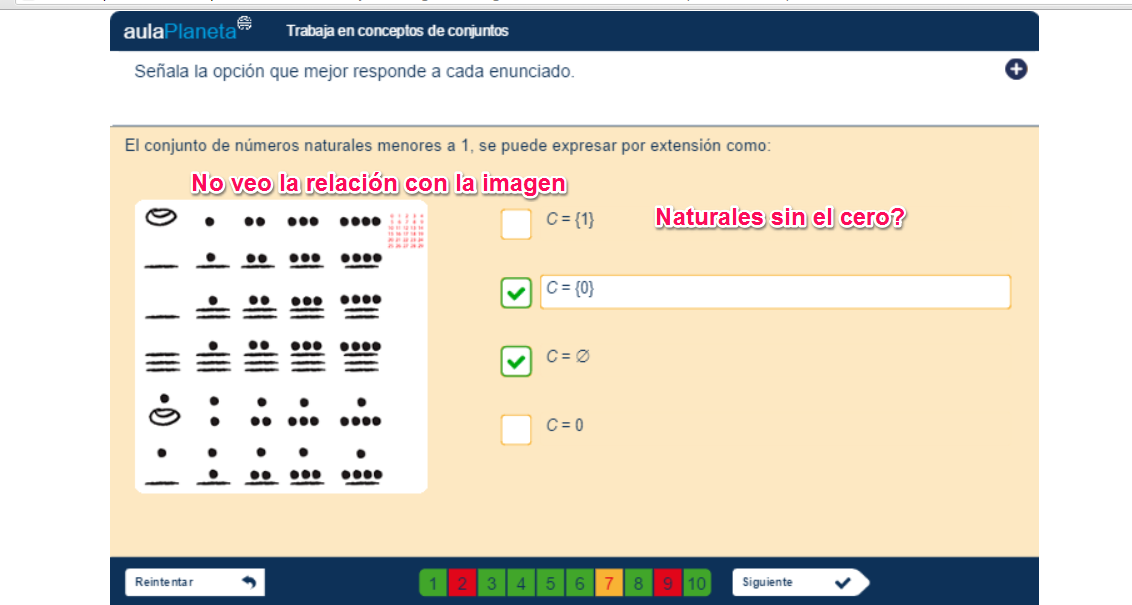 aulaPlaneta
Trabaja en conceptos de conjuntos
Señala la opción que mejor responde a cada enunciado.
El conjunto de números naturales menores a 1, se puede expresar por extensión como:
No veo la relación con la imagen
Naturales sin el cero?
C = {1}
C = {0}
C = ∅
C = 0
Reintentar
1 2 3 4 5 6 7 8 9 10
Siguiente